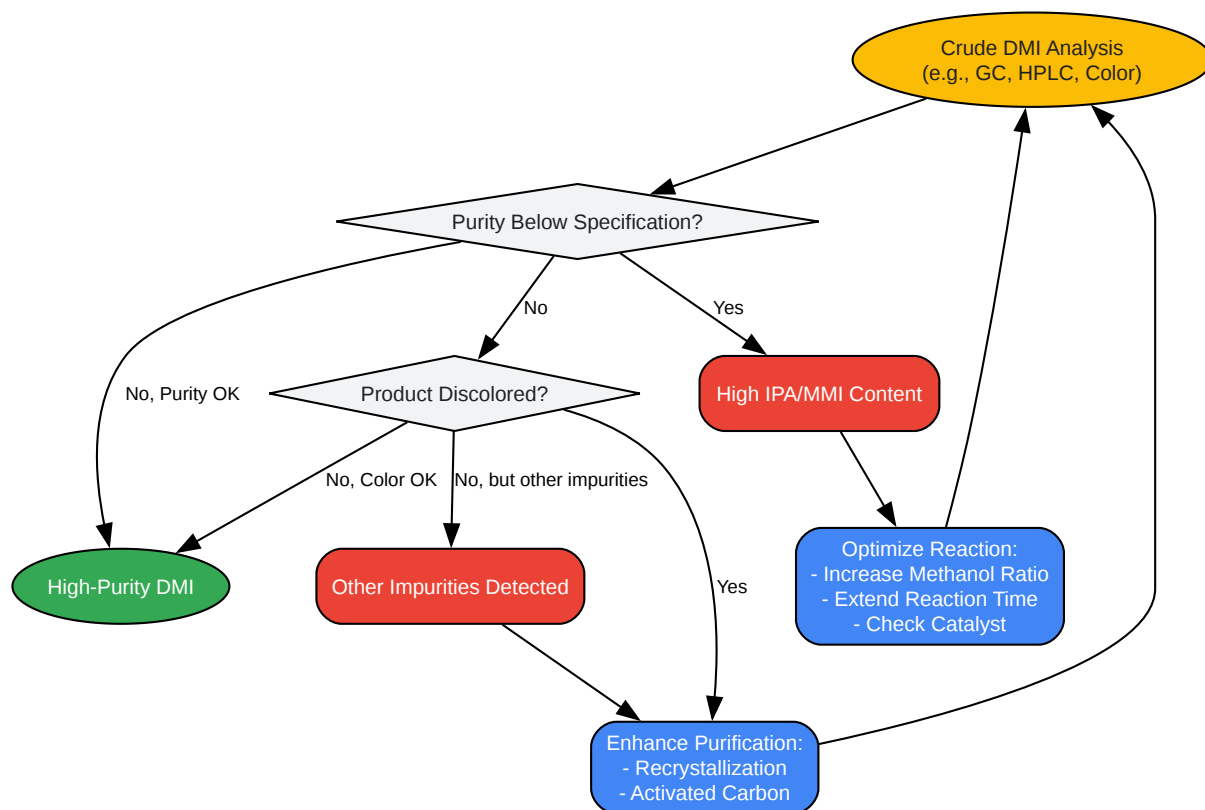 Crude DMI Analysis
(e.g., GC, HPLC, Color)
Purity Below Specification?
No
Yes
No, Purity OK
Product Discolored?
High IPA/MMI Content
No, Color OK
No, but other impurities
Optimize Reaction:
- Increase Methanol Ratio
- Extend Reaction Time
- Check Catalyst
High-Purity DMI
Other Impurities Detected
Yes
Enhance Purification:
- Recrystallization
- Activated Carbon